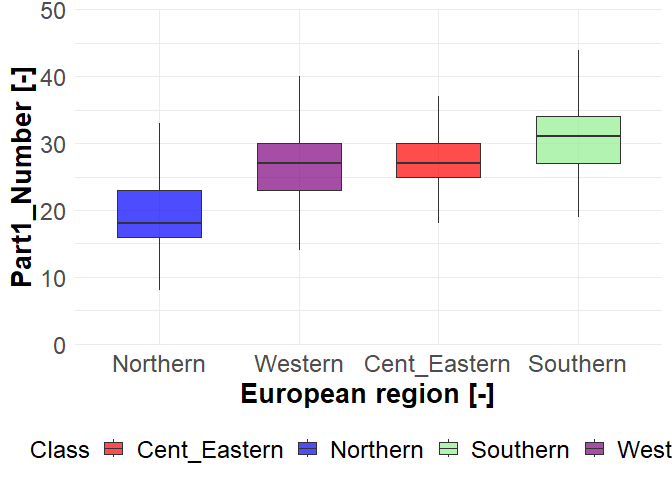 Part1_Number [-]
50
40
30
20
10
0
Northern Western Cent_Eastern Southern
European region [-]
Class Cent_Eastern Northern Southern West